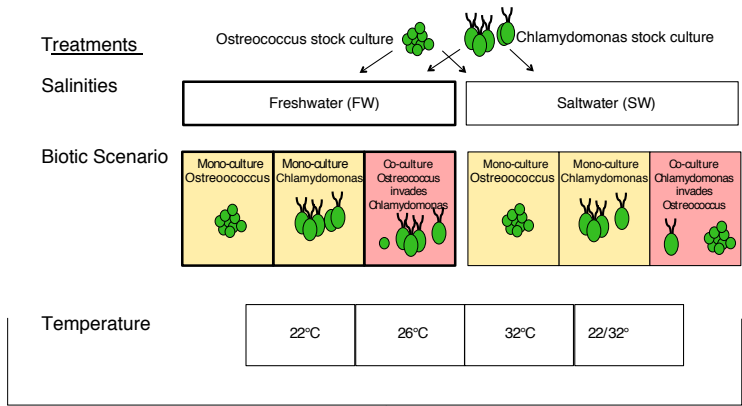 Treatments
Ostreococcus stock culture
Chlamydomonas stock culture
Salinities
Freshwater (FW)
Saltwater (SW)
Biotic Scenario
Mono-culture
Ostreoococcus
Mono-culture
Chlamydomonas
Co-culture
Ostreococcus
invades
Chlamydomonas
Mono-culture
Ostreoococcus
Mono-culture
Chlamydomonas
Co-culture
Chlamydomonas
invades
Ostreococcus
Temperature
22°C
26°C
32°C
22/32°